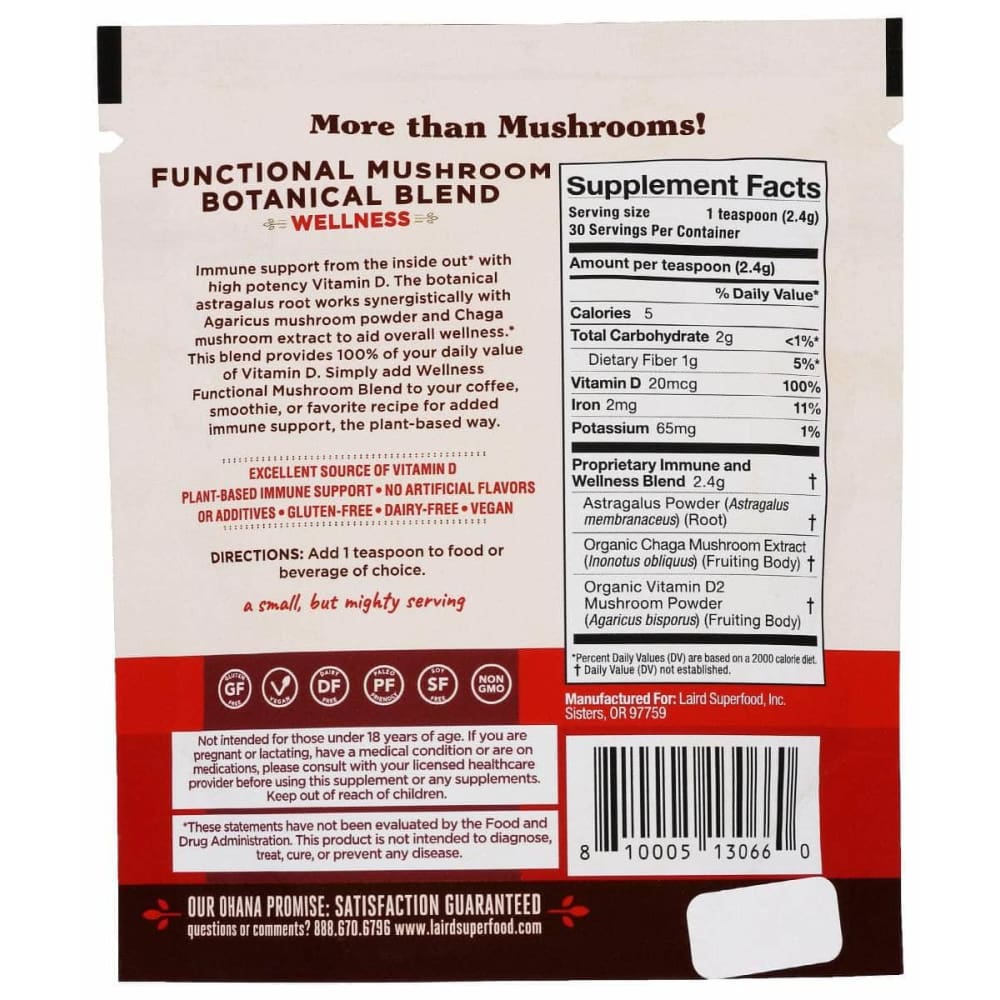 More than Mushrooms!
FUNCTIONAL MUSHROOM
BOTANICAL BLEND
WELLNESS
Immune support from the inside out* with
high potency Vitamin D. The botanical
astragalus root works synergistically with
Agaricus mushroom powder and Chaga
mushroom extract to aid overall wellness.*
This blend provides 100% of your daily value
of Vitamin D. Simply add Wellness
Functional Mushroom Blend to your coffee,
smoothie, or favorite recipe for added
immune support, the plant-based way.
EXCELLENT SOURCE OF VITAMIN D
PLANT-BASED IMMUNE SUPPORT • NO ARTIFICIAL FLAVORS
OR ADDITIVES • GLUTEN-FREE • DAIRY-FREE • VEGAN
DIRECTIONS: Add 1 teaspoon to food or
beverage of choice.
a small, but mighty serving
Supplement Facts
Serving size 1 teaspoon (2.4g)
30 Servings Per Container
Amount per teaspoon (2.4g)
% Daily Value*
Calories 5
Total Carbohydrate 2g <1%*
Dietary Fiber 1g 5%*
Vitamin D 20mcg 100%
Iron 2mg 11%
Potassium 65mg 1%
Proprietary Immune and
Wellness Blend 2.4g †
Astragalus Powder (Astragalus
membranaceus) (Root) †
Organic Chaga Mushroom Extract
(Inonotus obliquus) (Fruiting Body) †
Organic Vitamin D2
Mushroom Powder †
(Agaricus bisporus) (Fruiting Body)
*Percent Daily Values (DV) are based on a 2000 calorie diet.
† Daily Value (DV) not established.
Manufactured For: Laird Superfood, Inc.
Sisters, OR 97759
GLUTEN GF FREE
V VEGAN
DAIRY DF FREE
PALEO PF FRIENDLY
SOY SF FREE
NON GMO
Not intended for those under 18 years of age. If you are
pregnant or lactating, have a medical condition or are on
medications, please consult with your licensed healthcare
provider before using this supplement or any supplements.
Keep out of reach of children.
*These statements have not been evaluated by the Food and
Drug Administration. This product is not intended to diagnose,
treat, cure, or prevent any disease.
8 10005 13066 0
OUR OHANA PROMISE: SATISFACTION GUARANTEED
questions or comments? 888.670.6796 www.lairdsuperfood.com